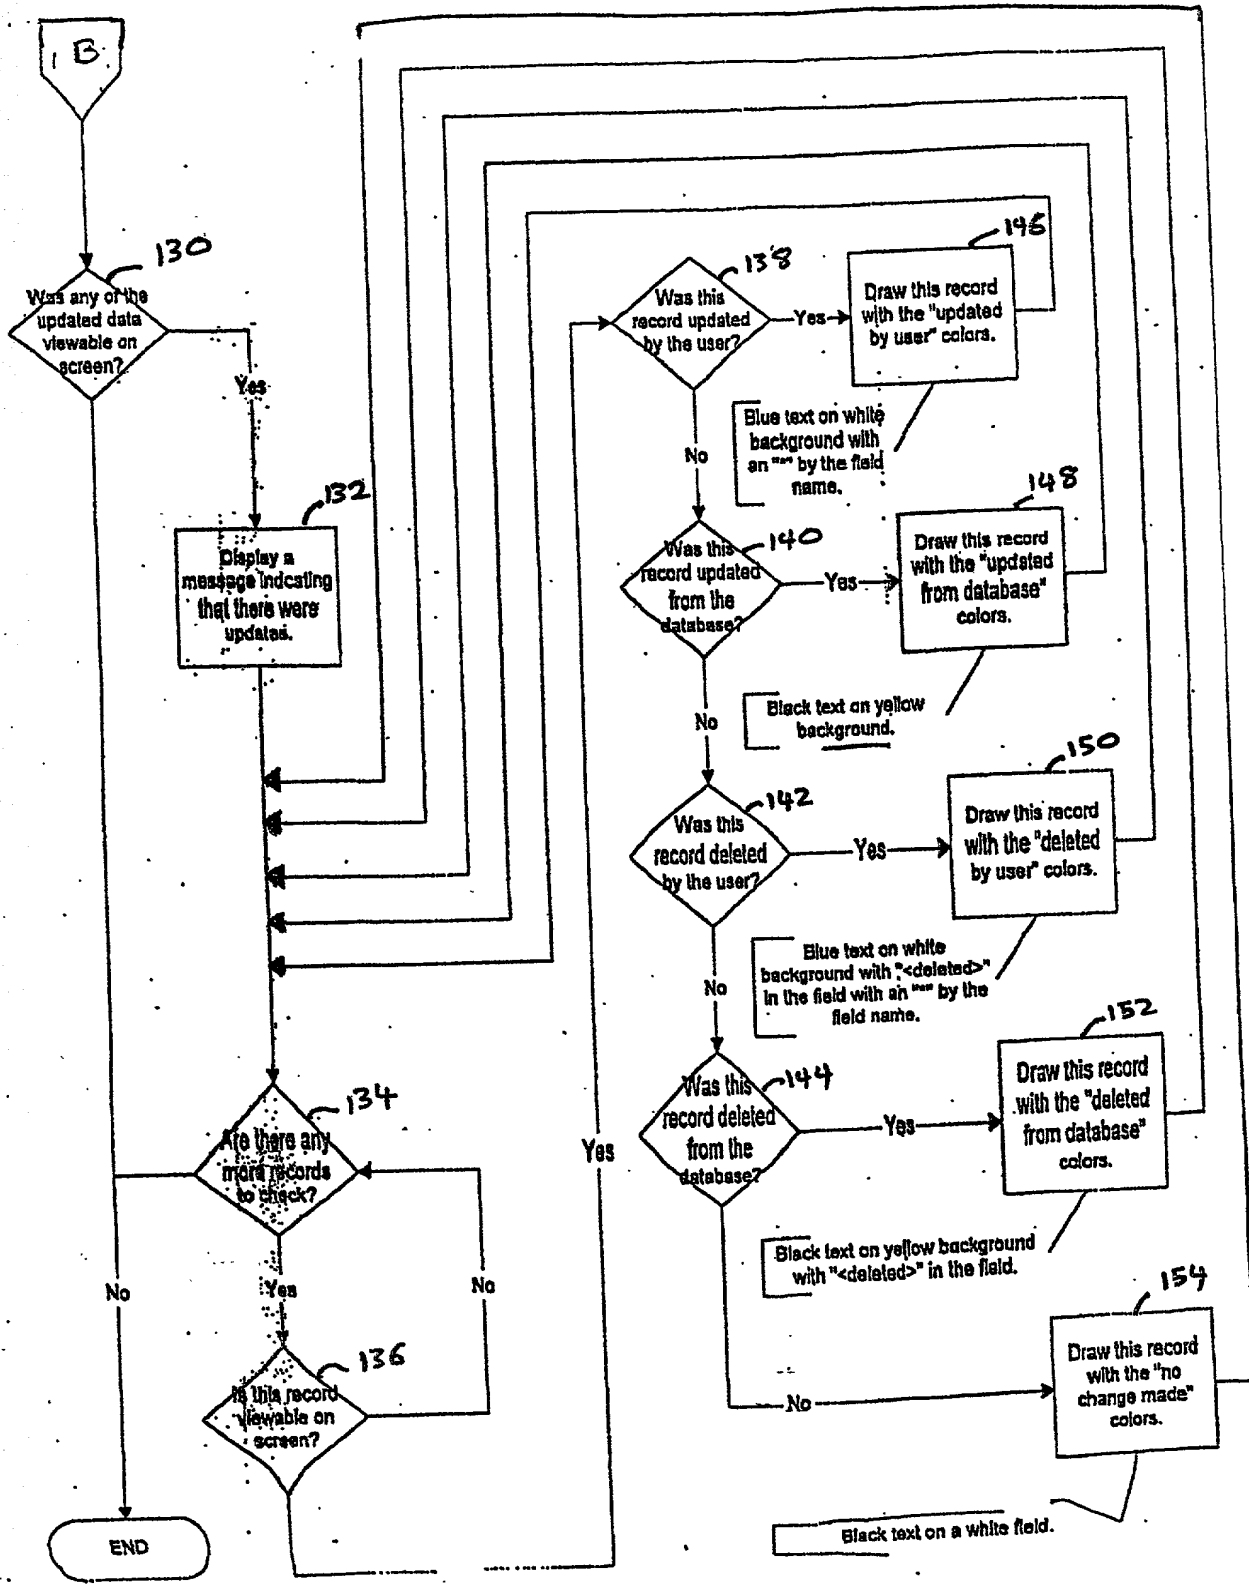 B
130
Was any of the
updated data
viewable on
screen?
Yes
132
Display a
message indcating
that there were
updated.
134
Are there any
more records
to check?
No
Yes
No
136
Is this record
viewable on
screen?
END
Yes
138
Was this
record updated
by the user?
Yes
146
Draw this record
with the "updated
by user" colors.
Blue text on white
background with
an "*" by the field
name.
No
140
Was this
record updated
from the
database?
Yes
148
Draw this record
with the "updated
from database"
colors.
Black text on yellow
background.
No
142
Was this
record deleted
by the user?
Yes
150
Draw this record
with the "deleted
by user" colors.
Blue text on white
background with "<deleted>"
in the field with an "*" by the
field name.
No
144
Was this
record deleted
from the
database?
Yes
152
Draw this record
with the "deleted
from database"
colors.
Black text on yellow background
with "<deleted>" in the field.
No
154
Draw this record
with the "no
change made"
colors.
Black text on a white field.